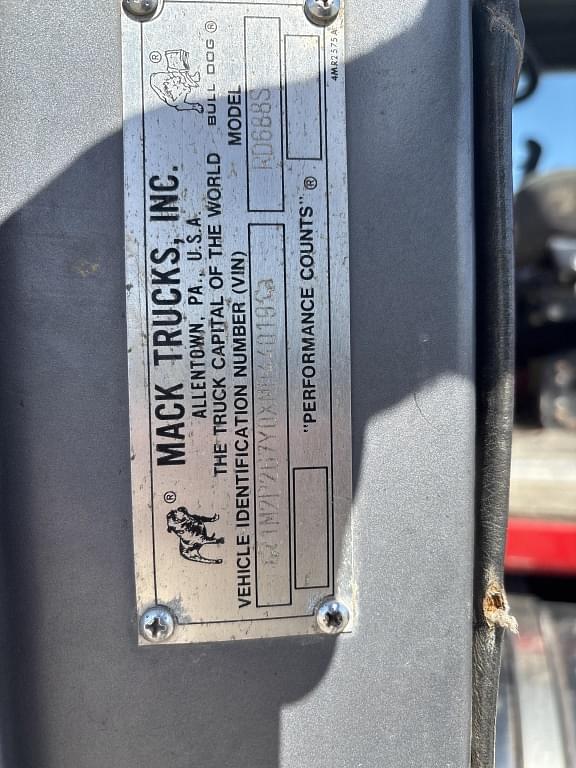 MACK TRUCKS, INC. ®
ALLENTOWN, PA., U.S.A.
THE TRUCK CAPITAL OF THE WORLD
® BULL DOG ®
VEHICLE IDENTIFICATION NUMBER (VIN) MODEL
RD688S
"PERFORMANCE COUNTS" ®
4MR2575A